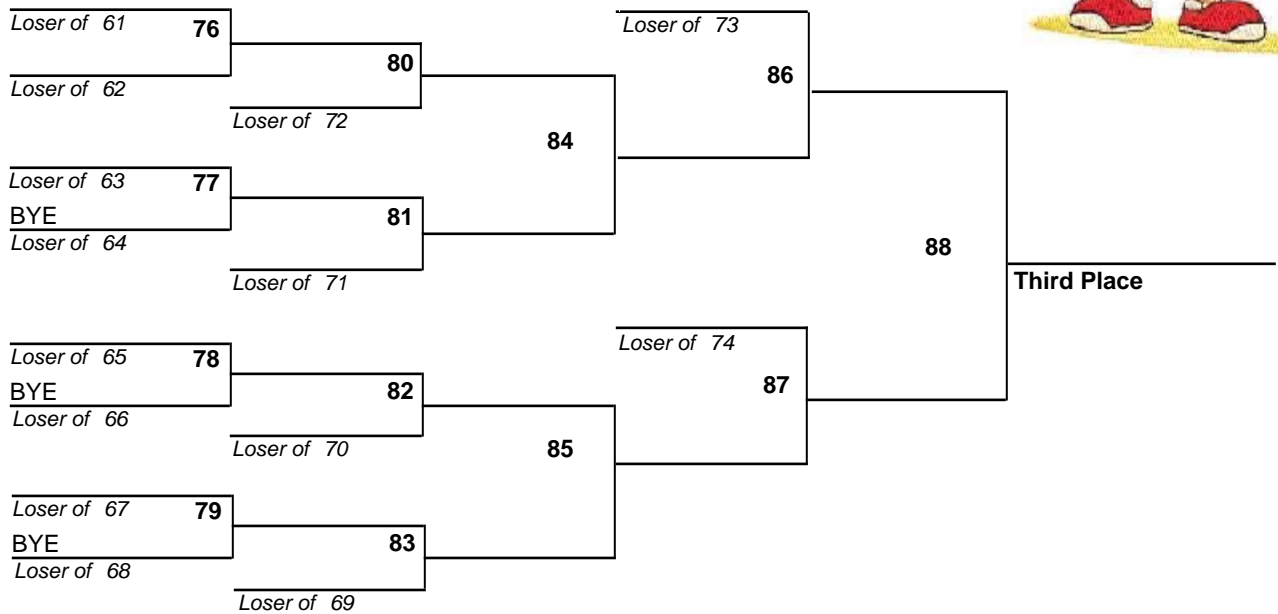 Loser of 61
76
Loser of 73
80
86
Loser of 62
Loser of 72
84
Loser of 63
77
BYE
81
Loser of 64
88
Loser of 71
Third Place
Loser of 74
Loser of 65
78
87
BYE
82
Loser of 66
Loser of 70
85
Loser of 67
79
BYE
83
Loser of 68
Loser of 69